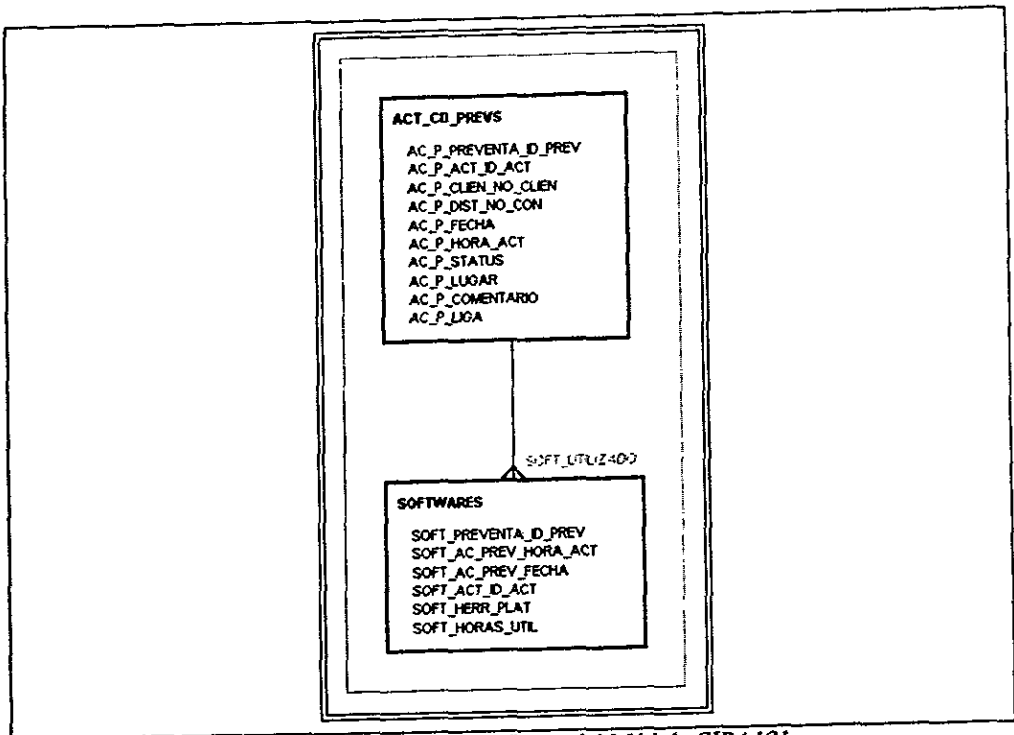 ACT_CD_PREVS
AC_P_PREVENTA_ID_PREV
AC_P_ACT_ID_ACT
AC_P_CLIEN_NO_CLIEN
AC_P_DIST_NO_CON
AC_P_FECHA
AC_P_HORA_ACT
AC_P_STATUS
AC_P_LUGAR
AC_P_COMENTARIO
AC_P_LIGA
SOFT_UTILIZADO
SOFTWARES
SOFT_PREVENTA_ID_PREV
SOFT_AC_PREV_HORA_ACT
SOFT_AC_PREV_FECHA
SOFT_ACT_ID_ACT
SOFT_HERR_PLAT
SOFT_HORAS_UTIL